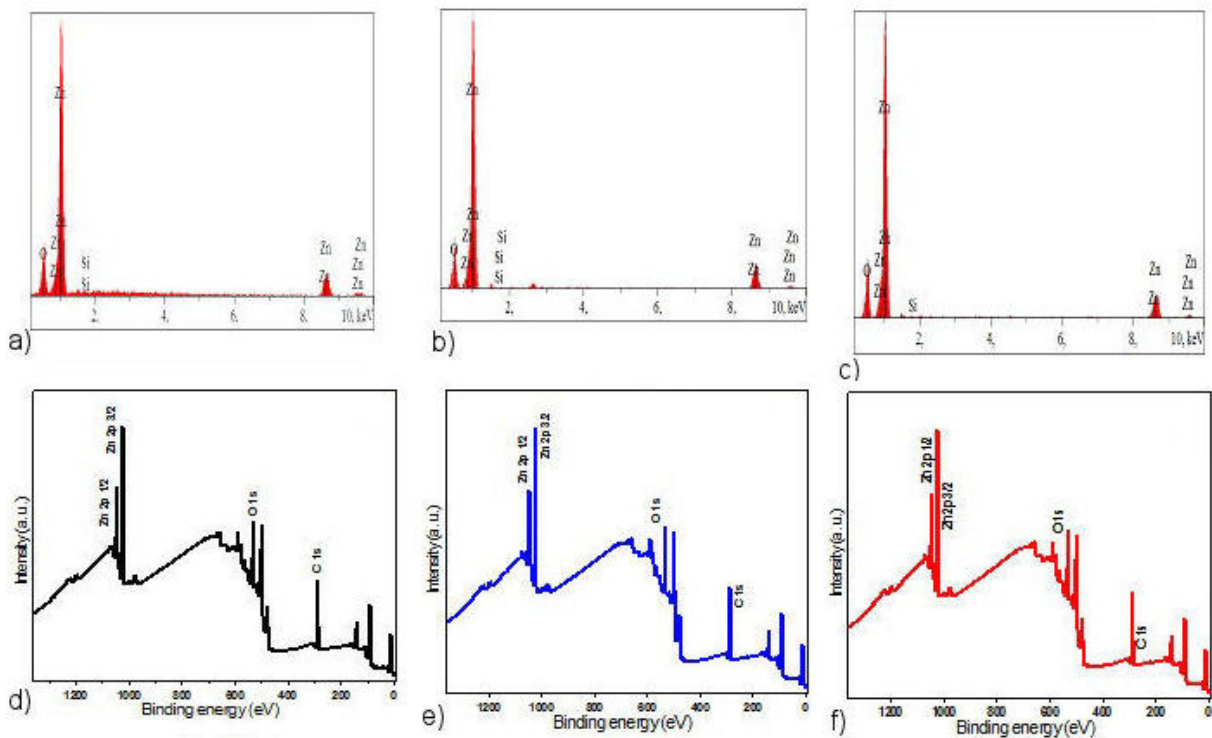 Zn
Zn
O
Zn
Zn
Si
Si
Zn
Zn
Zn
Zn
Zn
2, 4, 6, 8, 10, keV
a)
Zn
Zn
O
Zn
Zn
Si
Si
Si
Zn
Zn
Zn
Zn
Zn
2, 4, 6, 8, 10, keV
b)
Zn
Zn
Zn
O
Zn
Si
Zn
Zn
Zn
Zn
Zn
2, 4, 6, 8, 10, keV
c)
Intensity (a.u.)
Zn 2p 1/2
Zn 2p 3/2
O 1s
C 1s
1200 1000 800 600 400 200 0
Binding energy (eV)
d)
Intensity (a.u.)
Zn 2p 1/2
Zn 2p 3/2
O 1s
C 1s
1200 1000 800 600 400 200 0
Binding energy (eV)
e)
Intensity (a.u.)
Zn 2p 1/2
Zn 2p 3/2
O 1s
C 1s
1200 1000 800 600 400 200 0
Binding energy (eV)
f)